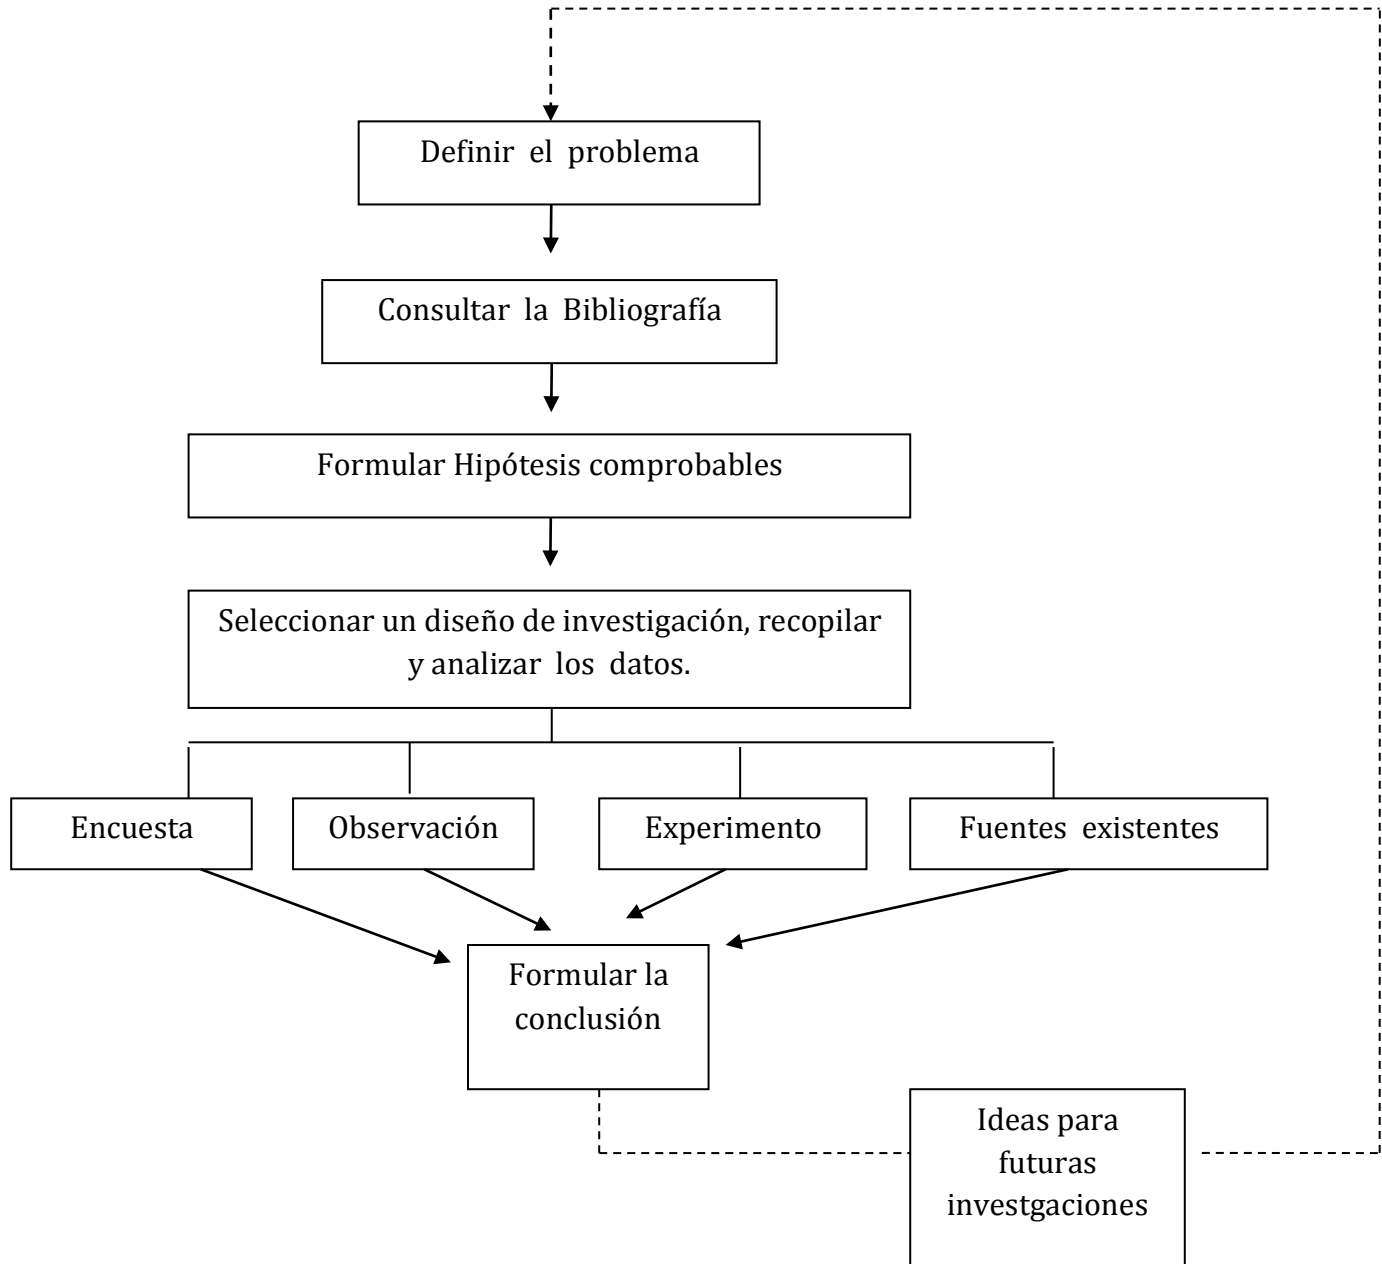 Definir el problema
Consultar la Bibliografía
Formular Hipótesis comprobables
Seleccionar un diseño de investigación, recopilar
y analizar los datos.
Encuesta
Observación
Experimento
Fuentes existentes
Formular la
conclusión
Ideas para
futuras
investgaciones